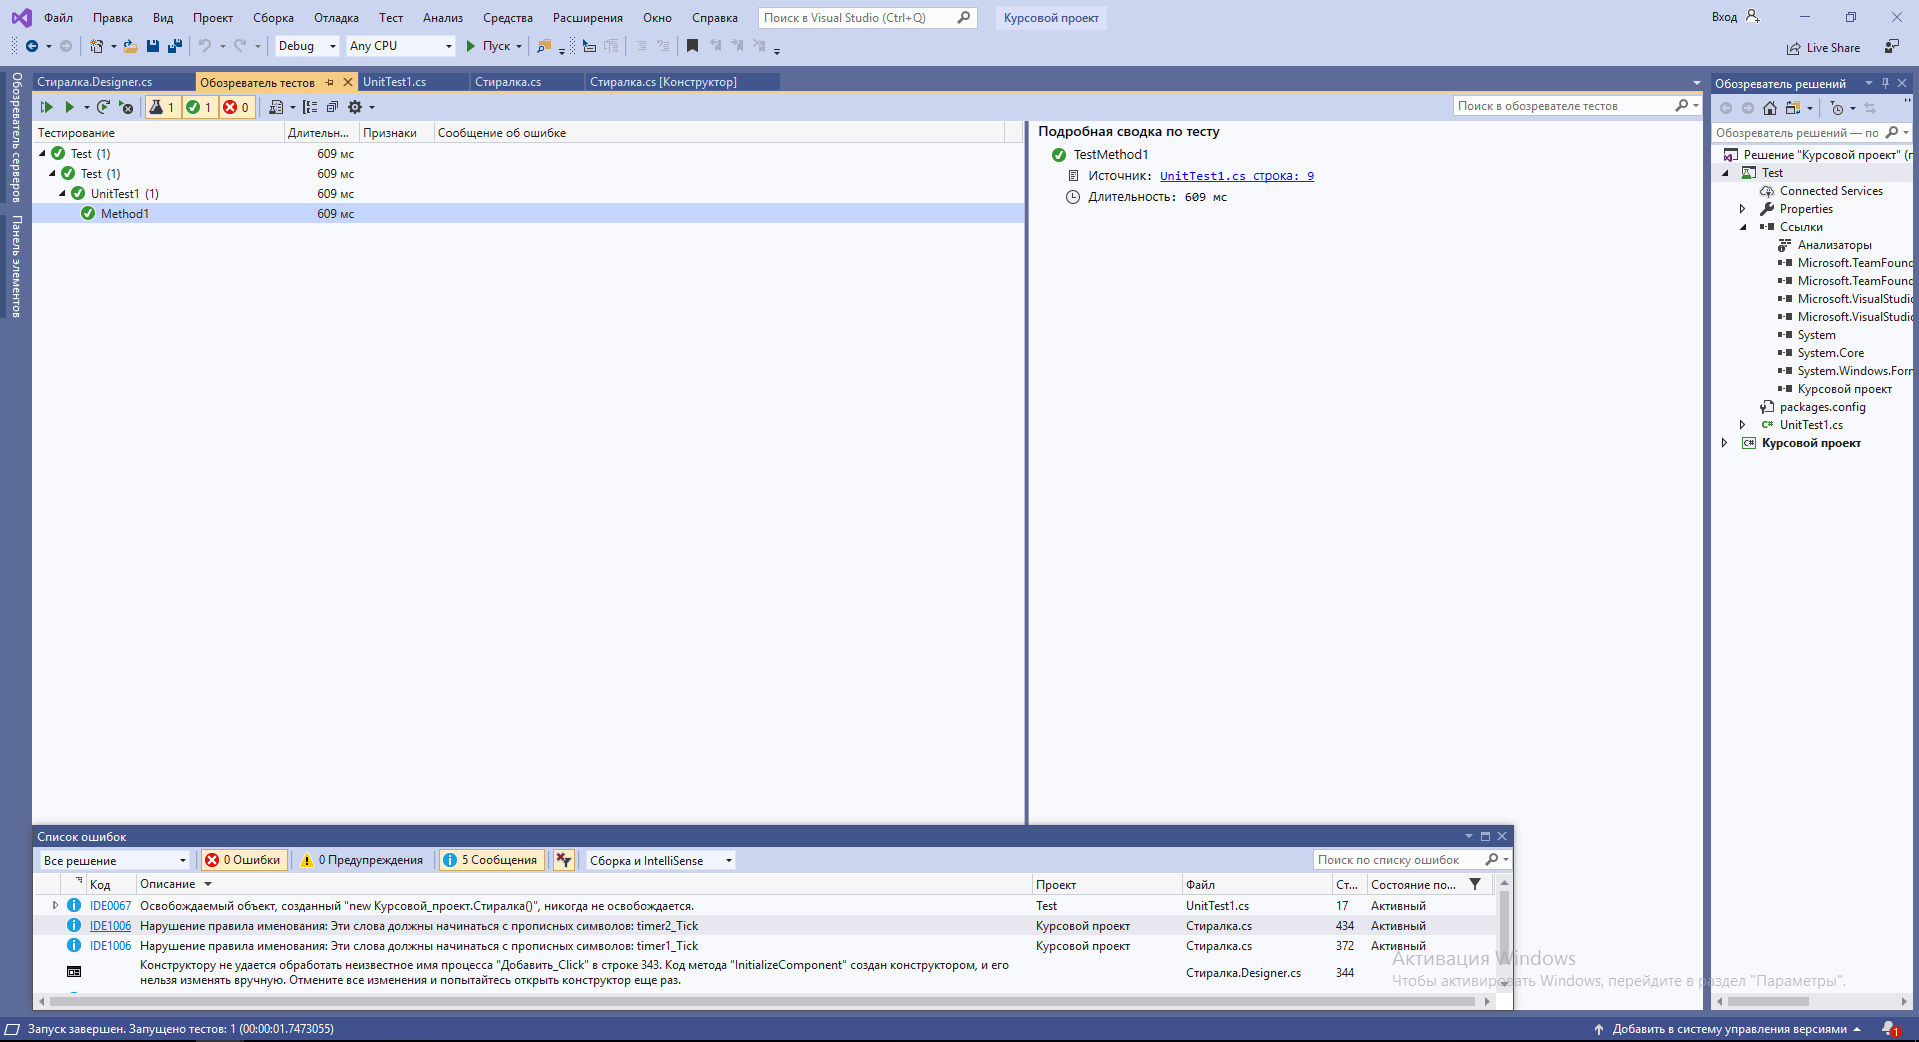 Файл Правка Вид Проект Сборка Отладка Тест Анализ Средства Расширения Окно Справка Поиск в Visual Studio (Ctrl+Q) Курсовой проект Вход
Debug Any CPU Пуск Live Share
Обозреватель серверов
Панель элементов
Стиралка.Designer.cs Обозреватель тестов UnitTest1.cs Стиралка.cs Стиралка.cs [Конструктор]
1 1 0 Поиск в обозревателе тестов
Тестирование Длительн... Признаки Сообщение об ошибке
Test (1) 609 мс
Test (1) 609 мс
UnitTest1 (1) 609 мс
Method1 609 мс
Подробная сводка по тесту
TestMethod1
Источник: UnitTest1.cs строка: 9
Длительность: 609 мс
Обозреватель решений
Обозреватель решений — по
Решение "Курсовой проект" (п
Test
Connected Services
Properties
Ссылки
Анализаторы
Microsoft.TeamFound
Microsoft.TeamFound
Microsoft.VisualStudio
Microsoft.VisualStudio
System
System.Core
System.Windows.Forn
Курсовой проект
packages.config
C# UnitTest1.cs
C# Курсовой проект
Список ошибок
Все решение 0 Ошибки 0 Предупреждения 5 Сообщения Сборка и IntelliSense Поиск по списку ошибок
Код Описание Проект Файл Ст... Состояние по...
IDE0067 Освобождаемый объект, созданный "new Курсовой_проект.Стиралка()", никогда не освобождается. Test UnitTest1.cs 17 Активный
IDE1006 Нарушение правила именования: Эти слова должны начинаться с прописных символов: timer2_Tick Курсовой проект Стиралка.cs 434 Активный
IDE1006 Нарушение правила именования: Эти слова должны начинаться с прописных символов: timer1_Tick Курсовой проект Стиралка.cs 372 Активный
Конструктору не удается обработать неизвестное имя процесса "Добавить_Click" в строке 343. Код метода "InitializeComponent" создан конструктором, и его
нельзя изменять вручную. Отмените все изменения и попытайтесь открыть конструктор еще раз. Стиралка.Designer.cs 344
Активация Windows
Чтобы активировать Windows, перейдите в раздел "Параметры".
Запуск завершен. Запущено тестов: 1 (00:00:01.7473055) Добавить в систему управления версиями 1